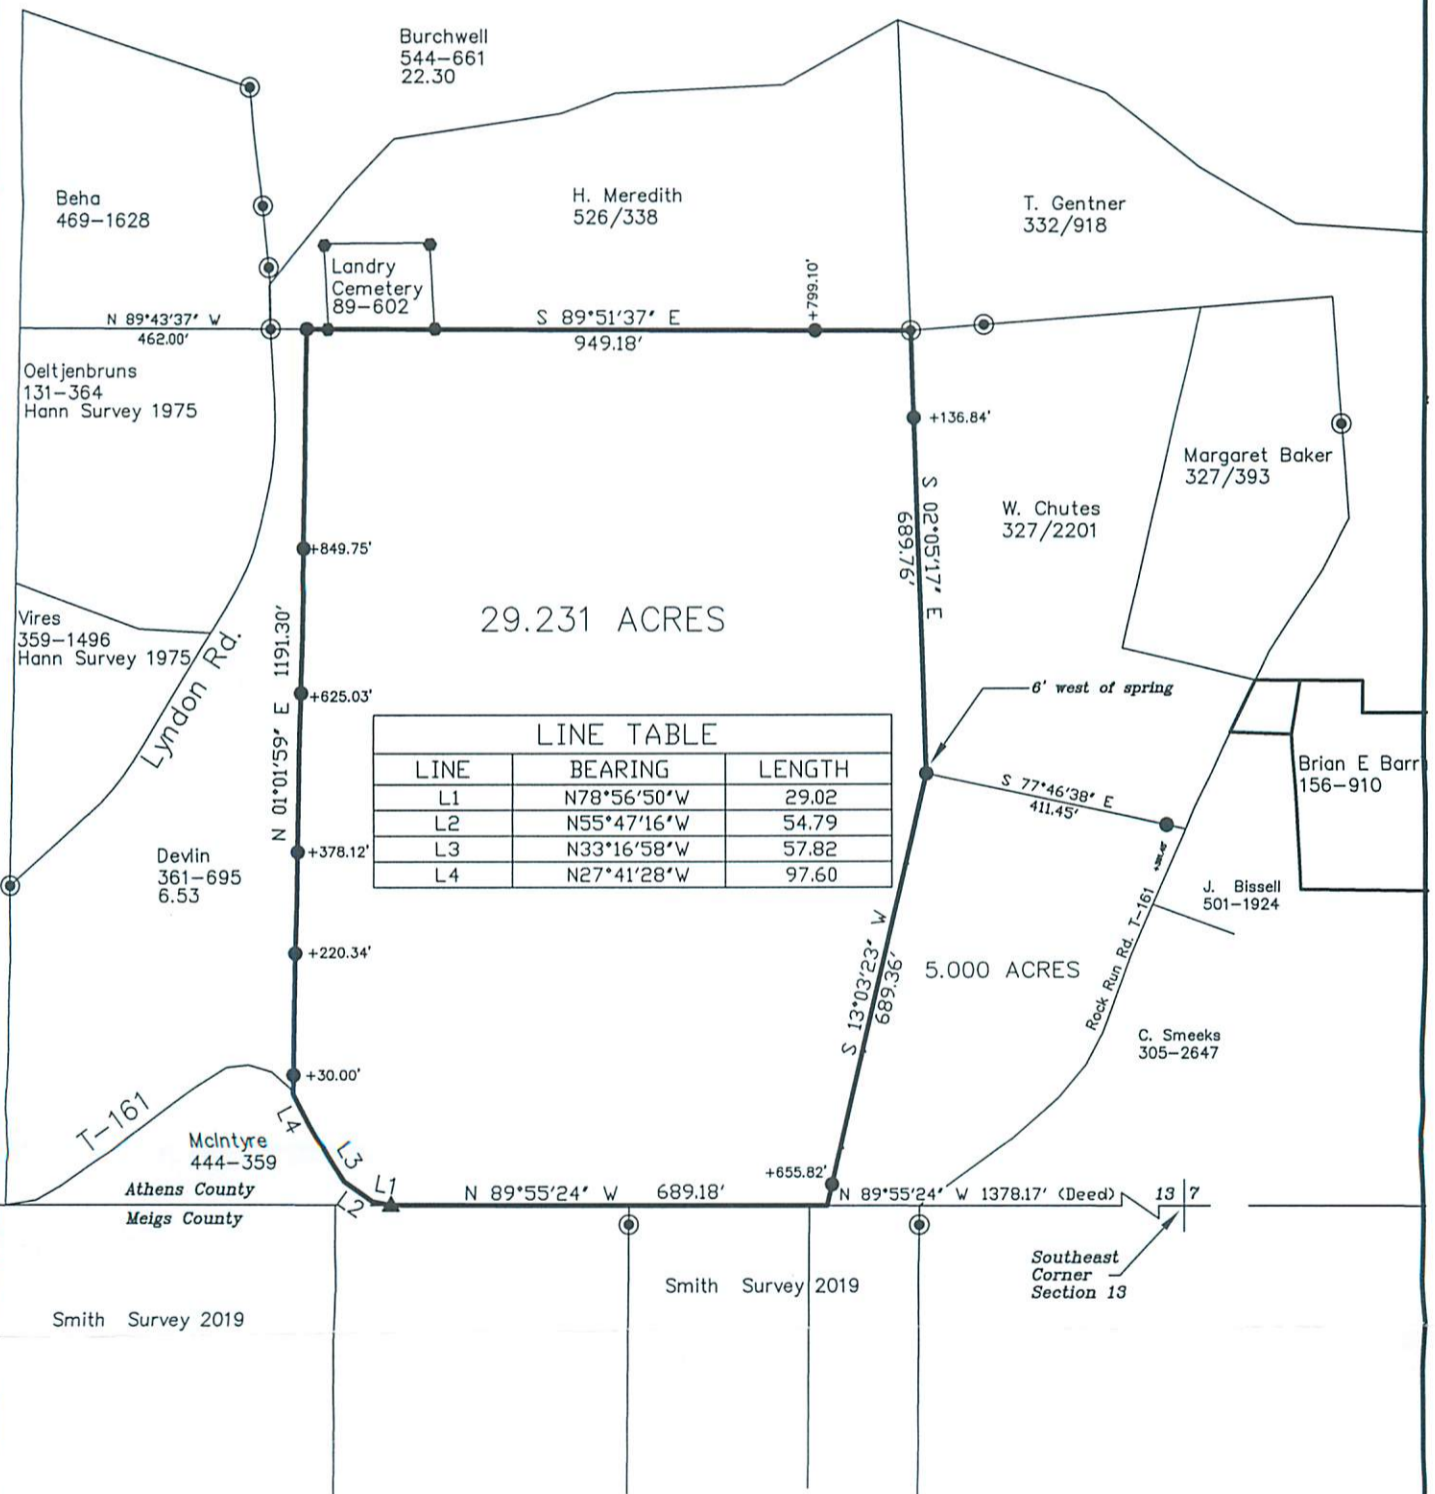 Burchwell
544-661
22.30
Beha
469-1628
H. Meredith
526/338
T. Gentner
332/918
Landry
Cemetery
89-602
+799.10'
N 89°43'37" W
462.00'
S 89°51'37" E
949.18'
Oeltjenbruns
131-364
Hann Survey 1975
+136.84'
Margaret Baker
327/393
S 02°05'17" E
689.76'
W. Chutes
327/2201
+849.75'
29.231 ACRES
Vires
359-1496
Hann Survey 1975
Lyndon Rd.
N 01°01'59" E 1191.30'
+625.03'
6' west of spring
LINE TABLE
LINE BEARING LENGTH
L1 N78°56'50"W 29.02
L2 N55°47'16"W 54.79
L3 N33°16'58"W 57.82
L4 N27°41'28"W 97.60
Brian E Barr
156-910
S 77°46'38" E
411.45'
+378.12'
Devlin
361-695
6.53
J. Bissell
501-1924
+220.34'
S 13°03'23" W
689.36'
5.000 ACRES
Rock Run Rd. T-161
C. Smeeks
305-2647
+30.00'
T-161
L4
McIntyre
444-359
L3
L1
L2
+655.82'
Athens County
Meigs County
N 89°55'24" W 689.18'
N 89°55'24" W 1378.17' (Deed)
13 7
Southeast
Corner
Section 13
Smith Survey 2019
Smith Survey 2019